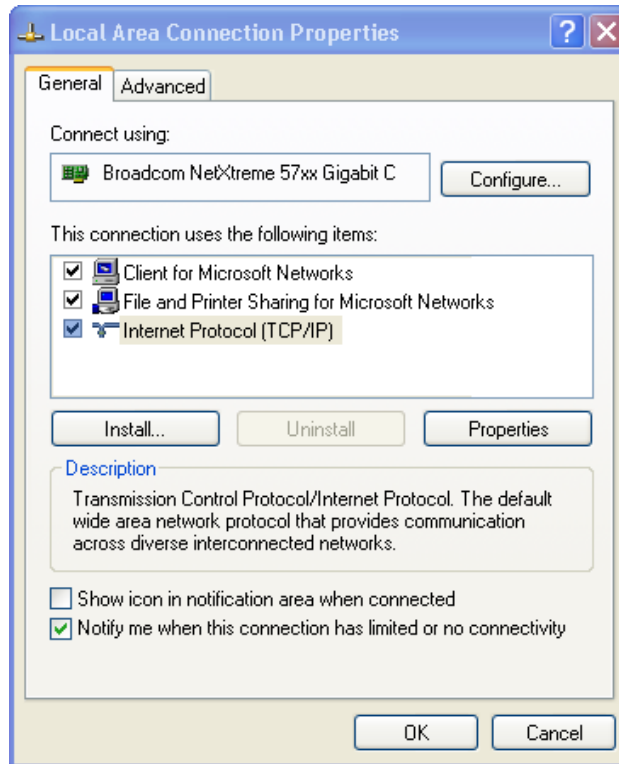 Local Area Connection Properties
?
General Advanced
Connect using:
Broadcom NetXtreme 57xx Gigabit C
Configure...
This connection uses the following items:
Client for Microsoft Networks
File and Printer Sharing for Microsoft Networks
Internet Protocol (TCP/IP)
Install... Uninstall Properties
Description
Transmission Control Protocol/Internet Protocol. The default
wide area network protocol that provides communication
across diverse interconnected networks.
Show icon in notification area when connected
Notify me when this connection has limited or no connectivity
OK Cancel